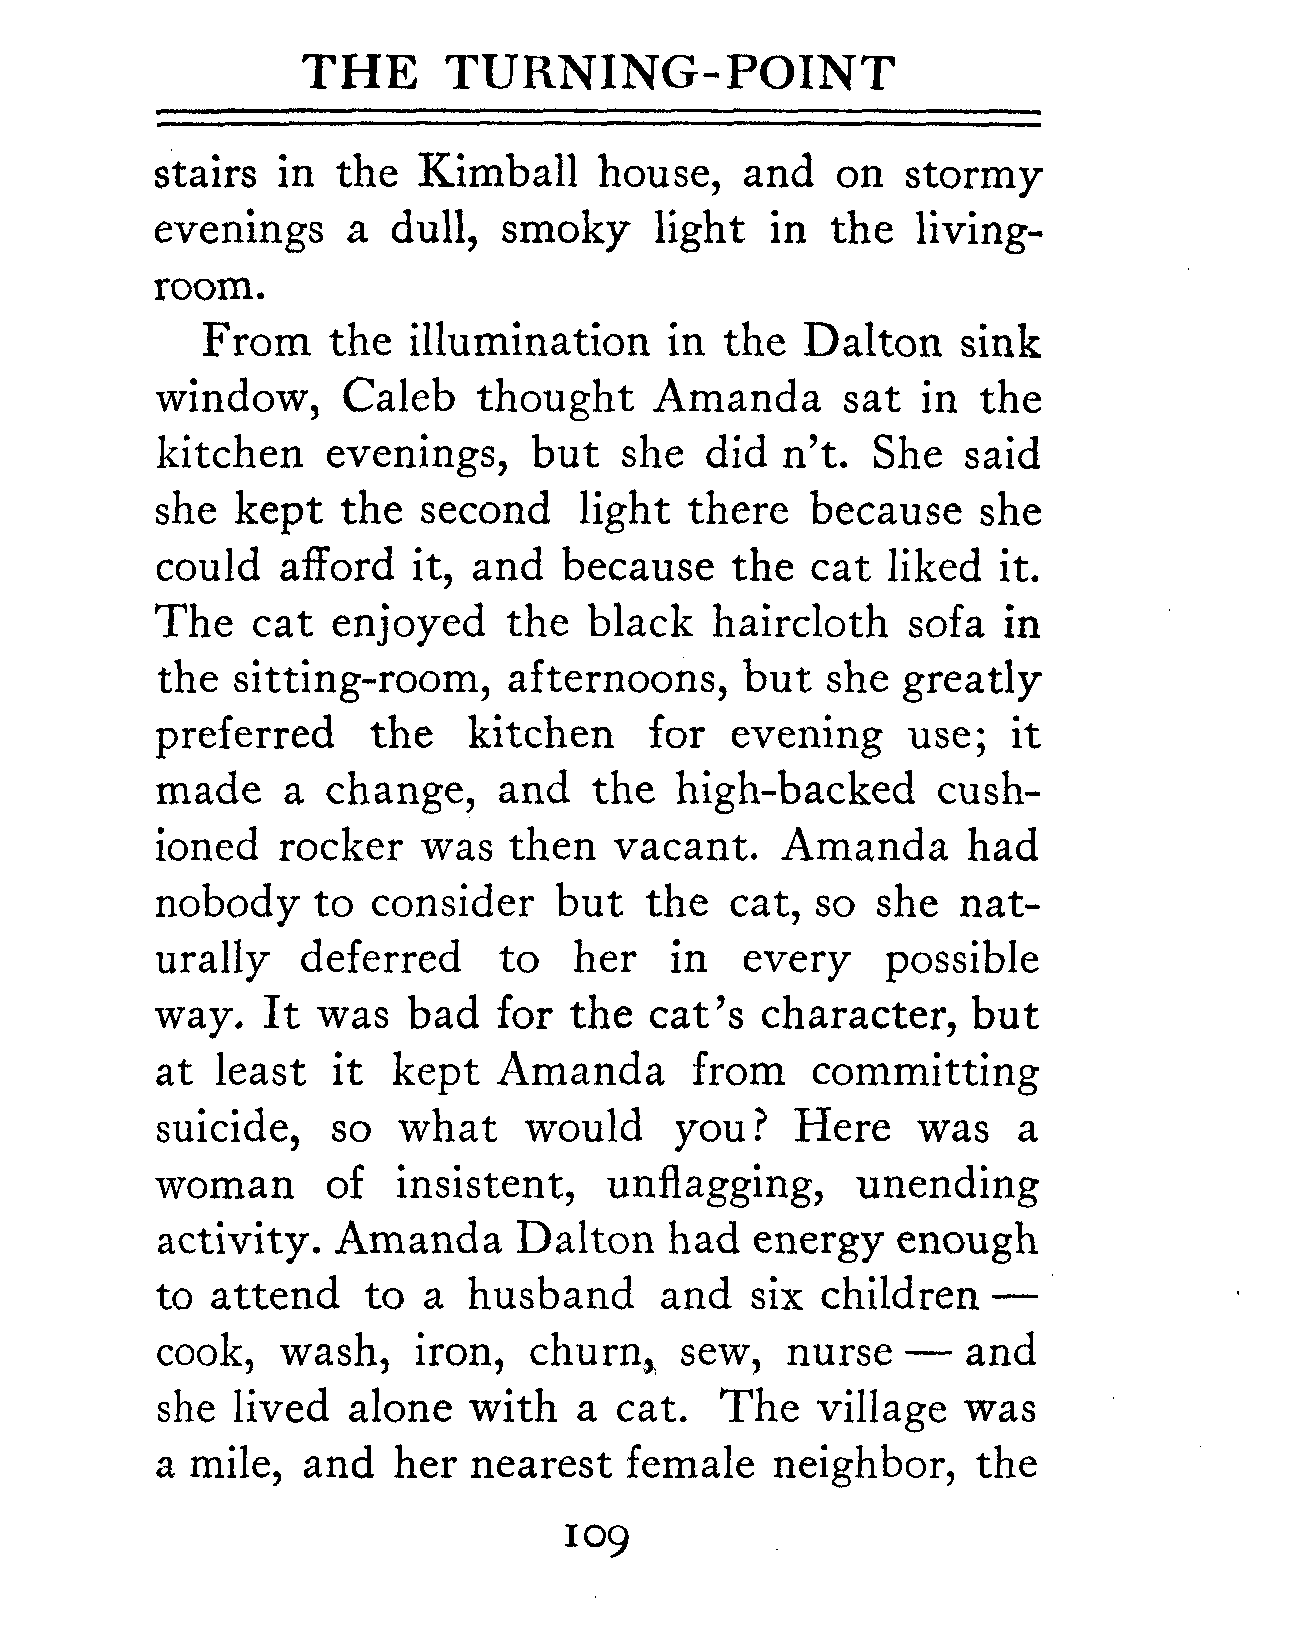 THE TURNING-POINT
stairs in the Kimball house, and on stormy
evenings a dull, smoky light in the living-
room.
From the illumination in the Dalton sink
window, Caleb thought Amanda sat in the
kitchen evenings, but she did n't. She said
she kept the second light there because she
could afford it, and because the cat liked it.
The cat enjoyed the black haircloth sofa in
the sitting-room, afternoons, but she greatly
preferred the kitchen for evening use; it
made a change, and the high-backed cush-
ioned rocker was then vacant. Amanda had
nobody to consider but the cat, so she nat-
urally deferred to her in every possible
way. It was bad for the cat's character, but
at least it kept Amanda from committing
suicide, so what would you? Here was a
woman of insistent, unflagging, unending
activity. Amanda Dalton had energy enough
to attend to a husband and six children —
cook, wash, iron, churn, sew, nurse — and
she lived alone with a cat. The village was
a mile, and her nearest female neighbor, the
109